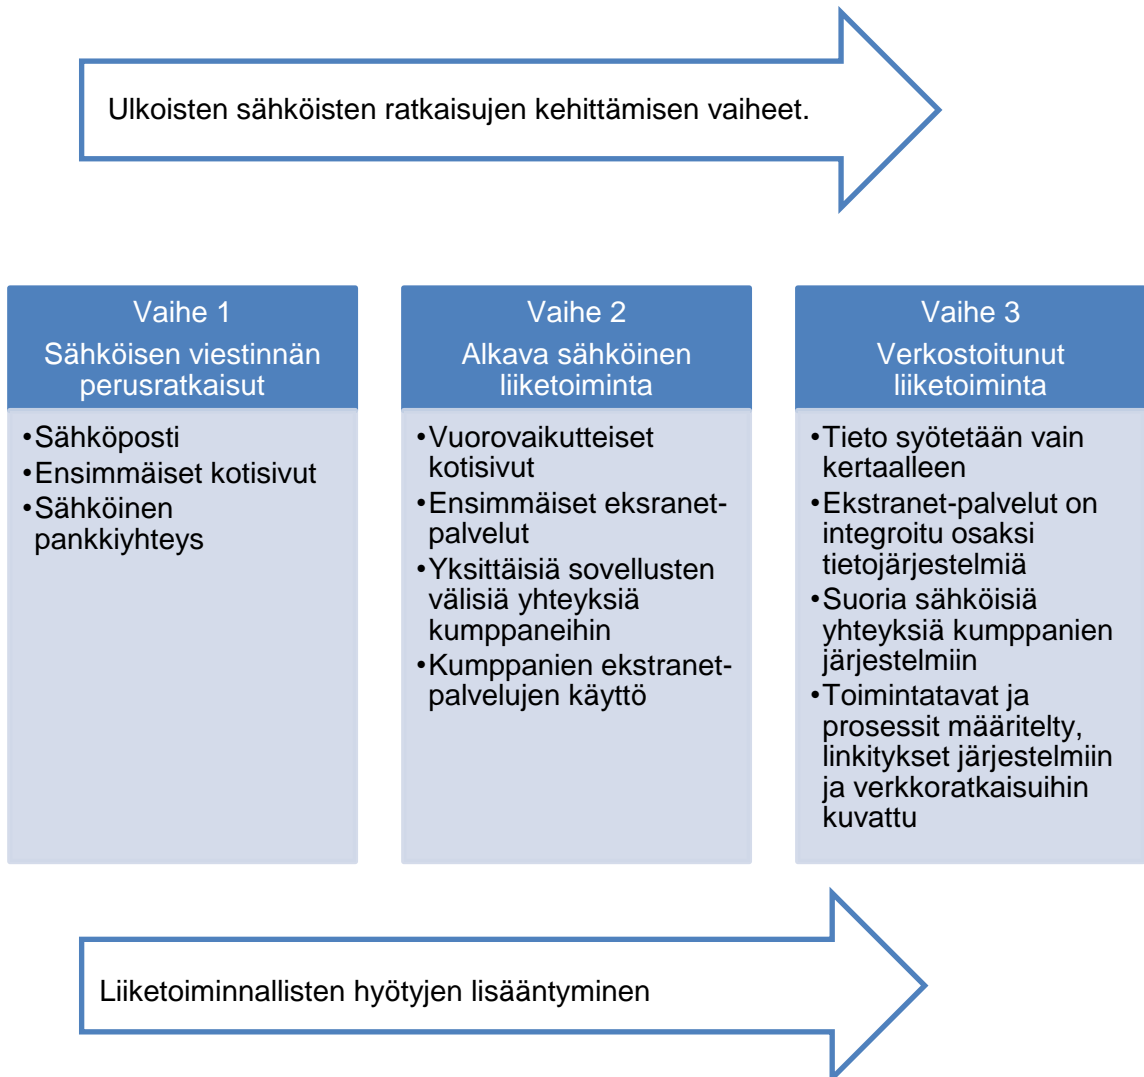 Ulkoisten sähköisten ratkaisujen kehittämisen vaiheet.
Vaihe 1
Sähköisen viestinnän
perusratkaisut
•Sähköposti
•Ensimmäiset kotisivut
•Sähköinen
pankkiyhteys
Vaihe 2
Alkava sähköinen
liiketoiminta
•Vuorovaikutteiset
kotisivut
•Ensimmäiset eksranet-
palvelut
•Yksittäisiä sovellusten
välisiä yhteyksiä
kumppaneihin
•Kumppanien ekstranet-
palvelujen käyttö
Vaihe 3
Verkostoitunut
liiketoiminta
•Tieto syötetään vain
kertaalleen
•Ekstranet-palvelut on
integroitu osaksi
tietojärjestelmiä
•Suoria sähköisiä
yhteyksiä kumppanien
järjestelmiin
•Toimintatavat ja
prosessit määritelty,
linkitykset järjestelmiin
ja verkkoratkaisuihin
kuvattu
Liiketoiminnallisten hyötyjen lisääntyminen